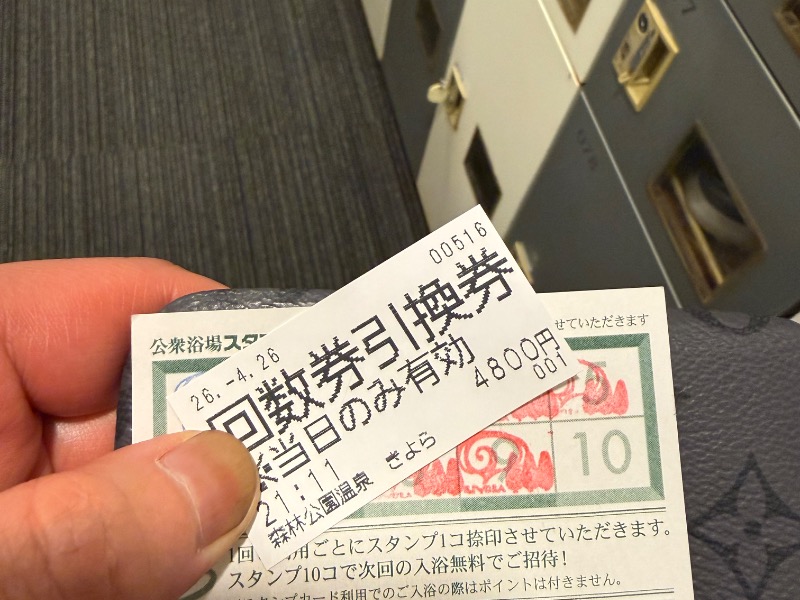 00516
26.-4.26
回数券引換券
※当日のみ有効
4800円
001
21:11
森林公園温泉 きよら
公衆浴場スタ
せていただきます
5
9
10
1回 用ごとにスタンプ1コ捺印させていただきます。
スタンプ10コで次回の入浴無料でご招待!
カード利用でのご入浴の際はポイントは付きません。